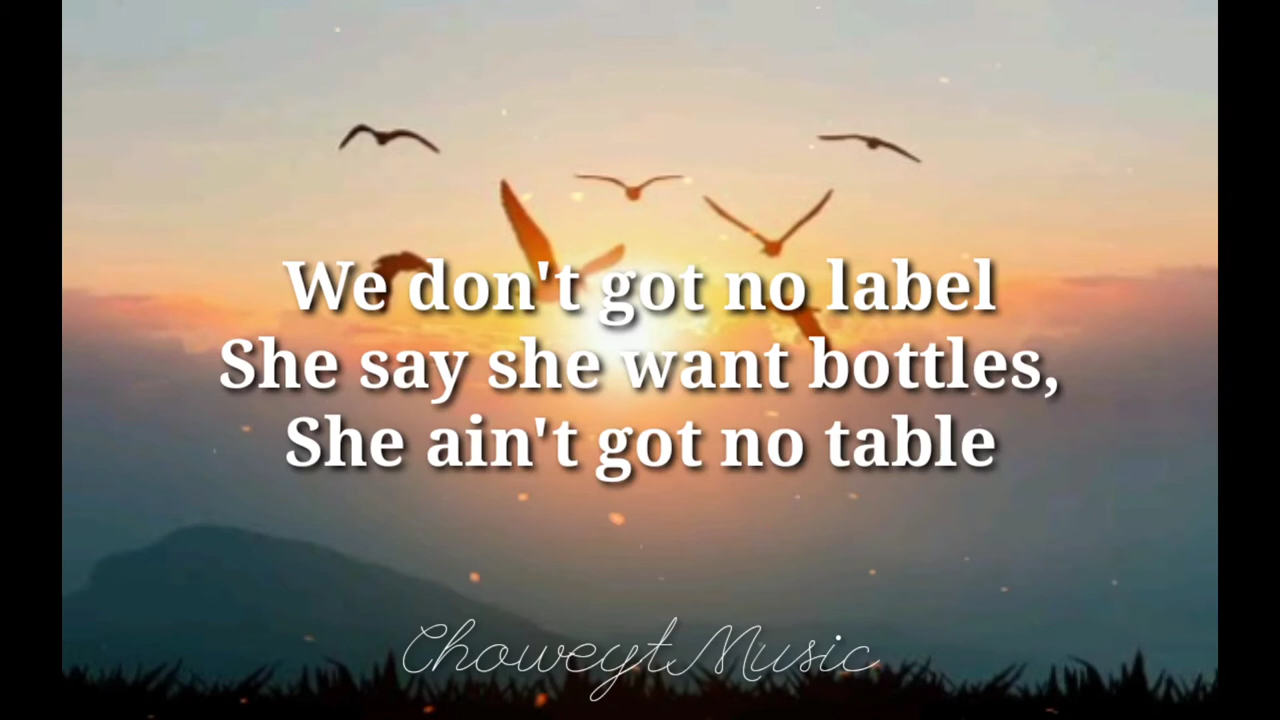 We don't got no label
She say she want bottles,
She ain't got no table
ChoweytMusic